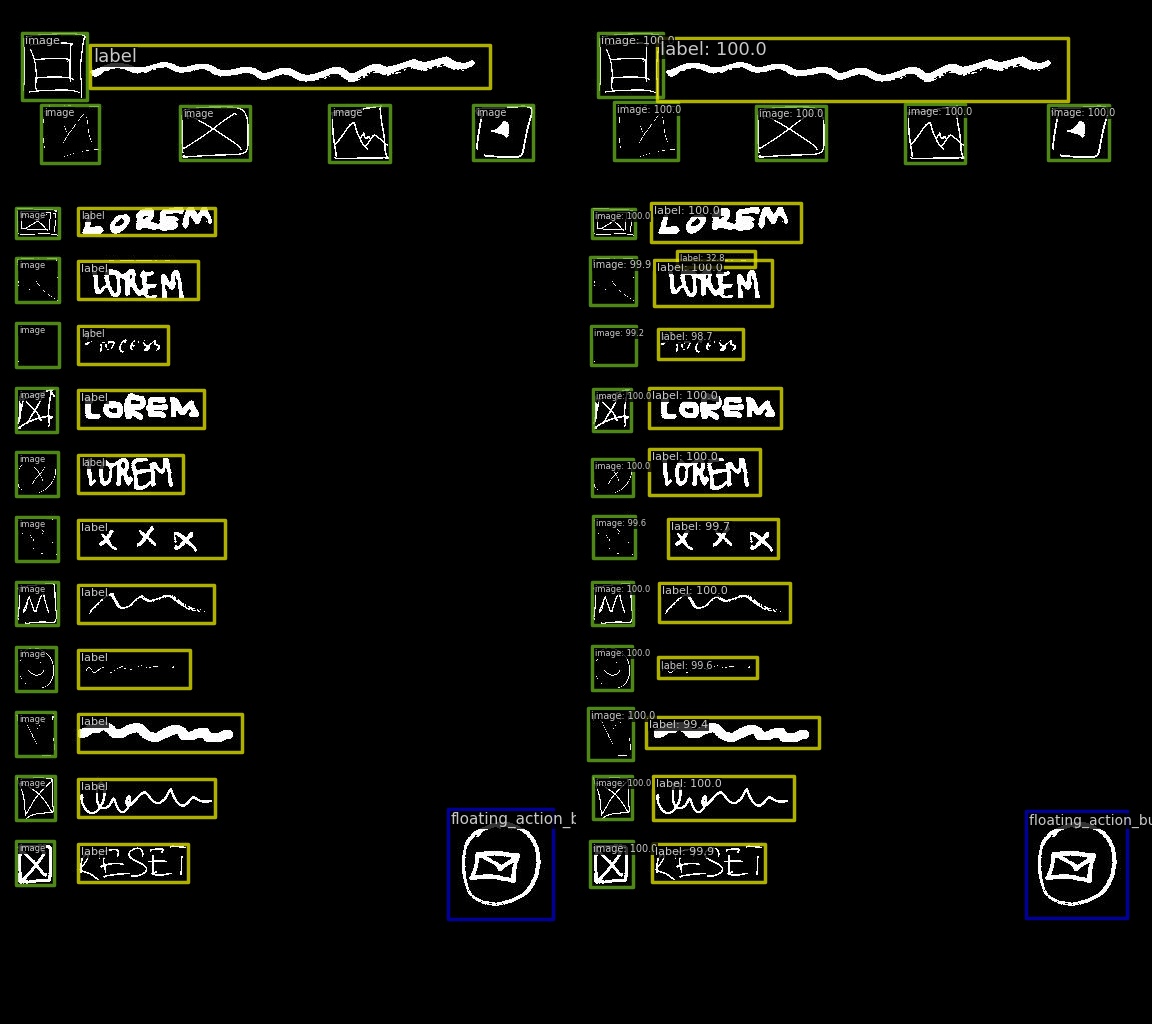 image label image: 100.0 label: 100.0
image image image image image: 100.0 image: 100.0 image: 100.0 image: 100.0
image label LOREM image: 100.0 label: 100.0 LOREM
label: 32.8
image label LOREM image: 99.9 label: 100.0 LOREM
image label image: 99.2 label: 98.7
image label LOREM image: 100.0 label: 100.0 LOREM
image label LOREM image: 100.0 label: 100.0 LOREM
image label x x x image: 99.6 label: 99.7 x x x
image label image: 100.0 label: 100.0
image label image: 100.0 label: 99.6
image label image: 100.0 label: 99.4
image label image: 100.0 label: 100.0
floating_action_b floating_action_bu
image label RESET image: 100.0 label: 99.9 RESET